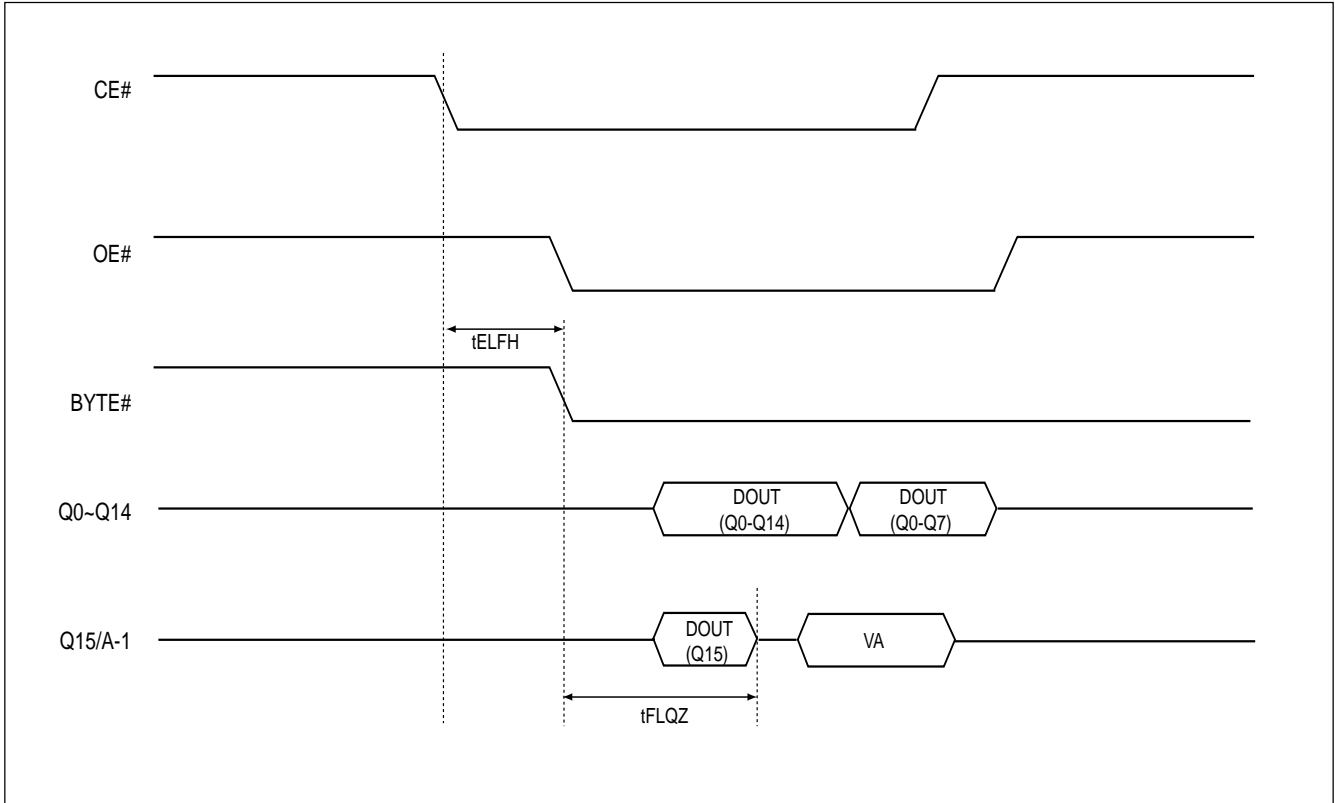 CE#
OE#
tELFH
BYTE#
Q0~Q14
DOUT
(Q0-Q14)
DOUT
(Q0-Q7)
Q15/A-1
DOUT
(Q15)
VA
tFLQZ